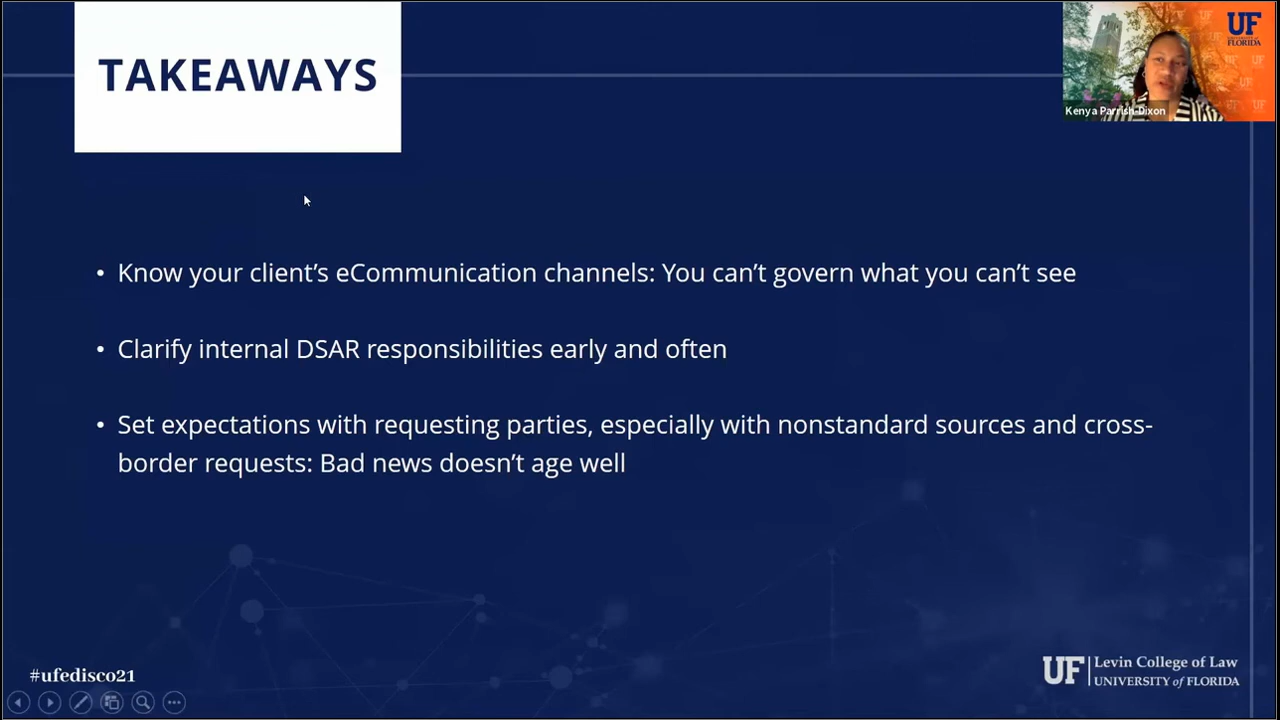 TAKEAWAYS
UF
UNIVERSITY of
FLORIDA
Kenya Parrish-Dixon
• Know your client’s eCommunication channels: You can’t govern what you can’t see
• Clarify internal DSAR responsibilities early and often
• Set expectations with requesting parties, especially with nonstandard sources and cross-
border requests: Bad news doesn’t age well
#ufedisco21
UF Levin College of Law
UNIVERSITY of FLORIDA